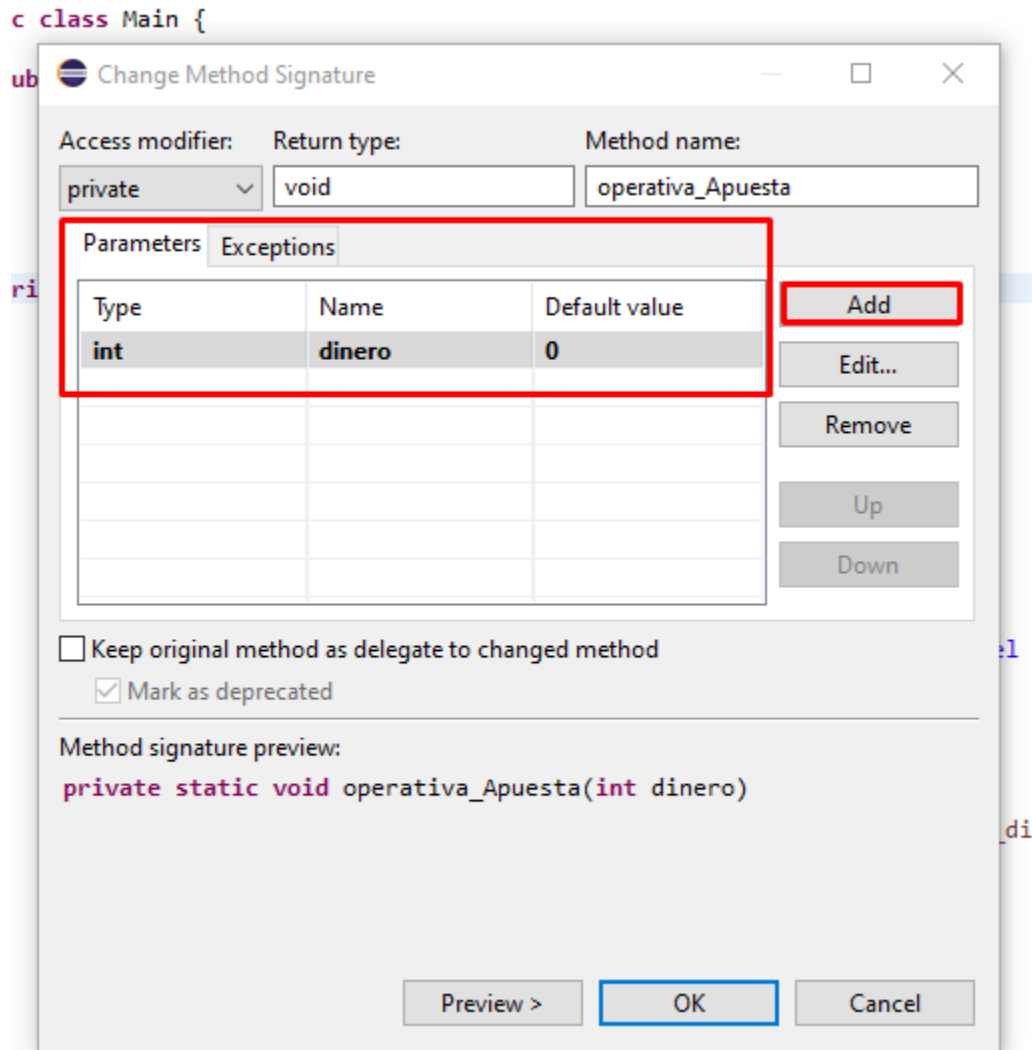 c class Main {
ub
Change Method Signature
Access modifier: Return type: Method name:
private void operativa_Apuesta
Parameters Exceptions
ri
Type Name Default value
int dinero 0
Add
Edit...
Remove
Up
Down
Keep original method as delegate to changed method
el
Mark as deprecated
Method signature preview:
private static void operativa_Apuesta(int dinero)
_di
Preview > OK Cancel